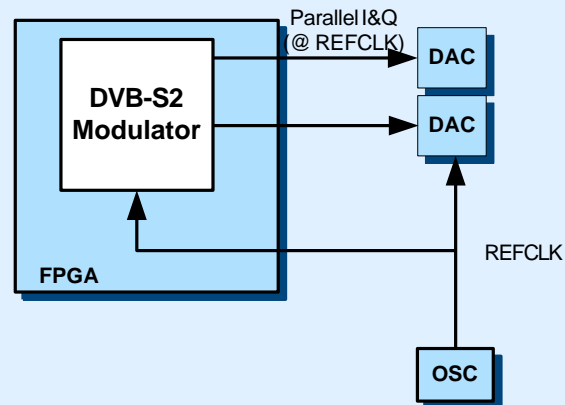 Parallel I&Q
(@ REFCLK)
DAC
DVB-S2
Modulator
DAC
REFCLK
FPGA
OSC